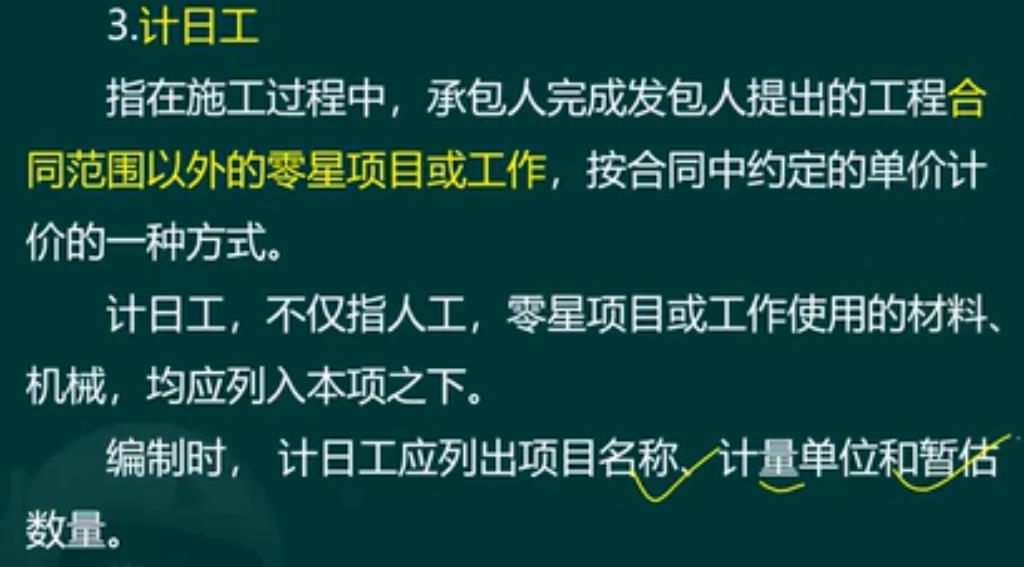 3.计日工
指在施工过程中，承包人完成发包人提出的工程合
同范围以外的零星项目或工作，按合同中约定的单价计
价的一种方式。
计日工，不仅指人工，零星项目或工作使用的材料、
机械，均应列入本项之下。
编制时， 计日工应列出项目名称、计量单位和暂估
数量。